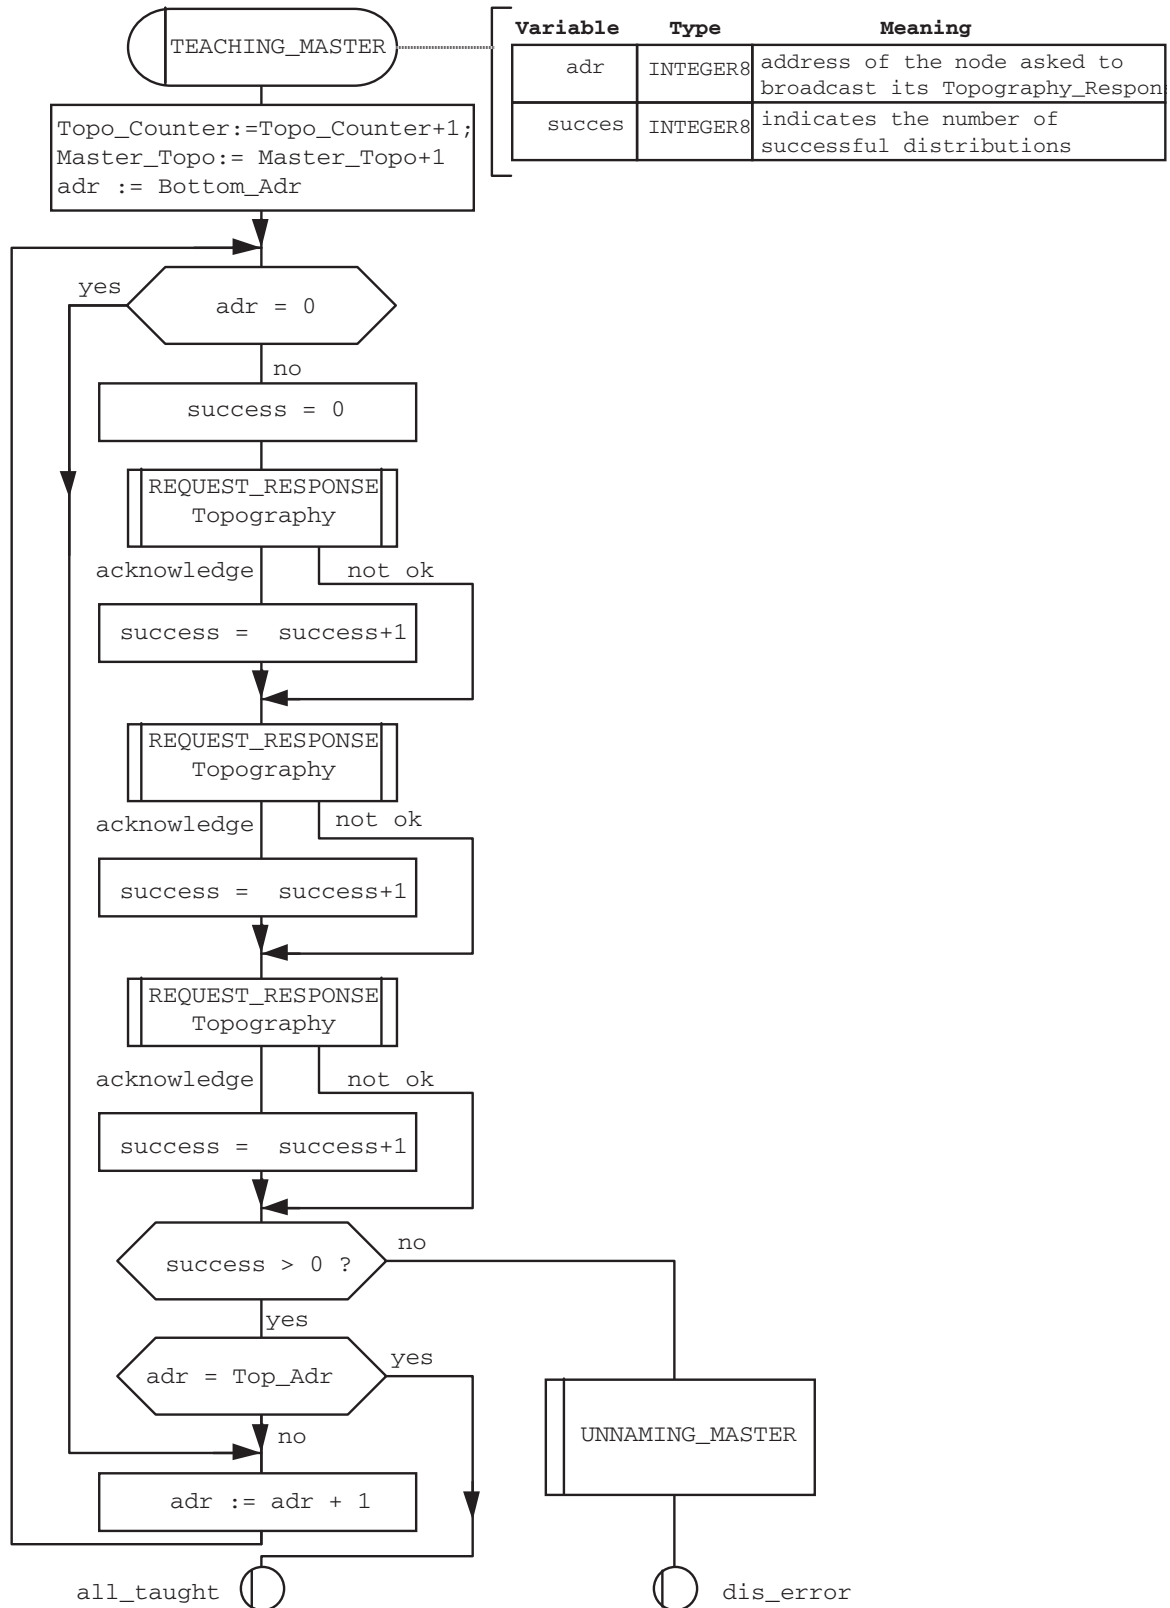 TEACHING_MASTER
Variable Type Meaning
adr INTEGER8 address of the node asked to
broadcast its Topography_Respon
succes INTEGER8 indicates the number of
successful distributions
Topo_Counter:=Topo_Counter+1;
Master_Topo:= Master_Topo+1
adr := Bottom_Adr
yes
adr = 0
no
success = 0
REQUEST_RESPONSE
Topography
acknowledge not ok
success = success+1
REQUEST_RESPONSE
Topography
acknowledge not ok
success = success+1
REQUEST_RESPONSE
Topography
acknowledge not ok
success = success+1
no
success > 0 ?
yes
yes
adr = Top_Adr
no
UNNAMING_MASTER
adr := adr + 1
all_taught
dis_error